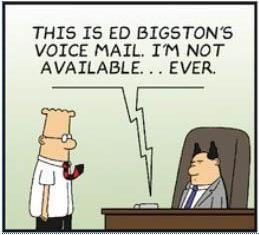 THIS IS ED BIGSTON'S
VOICE MAIL. I'M NOT
AVAILABLE... EVER.